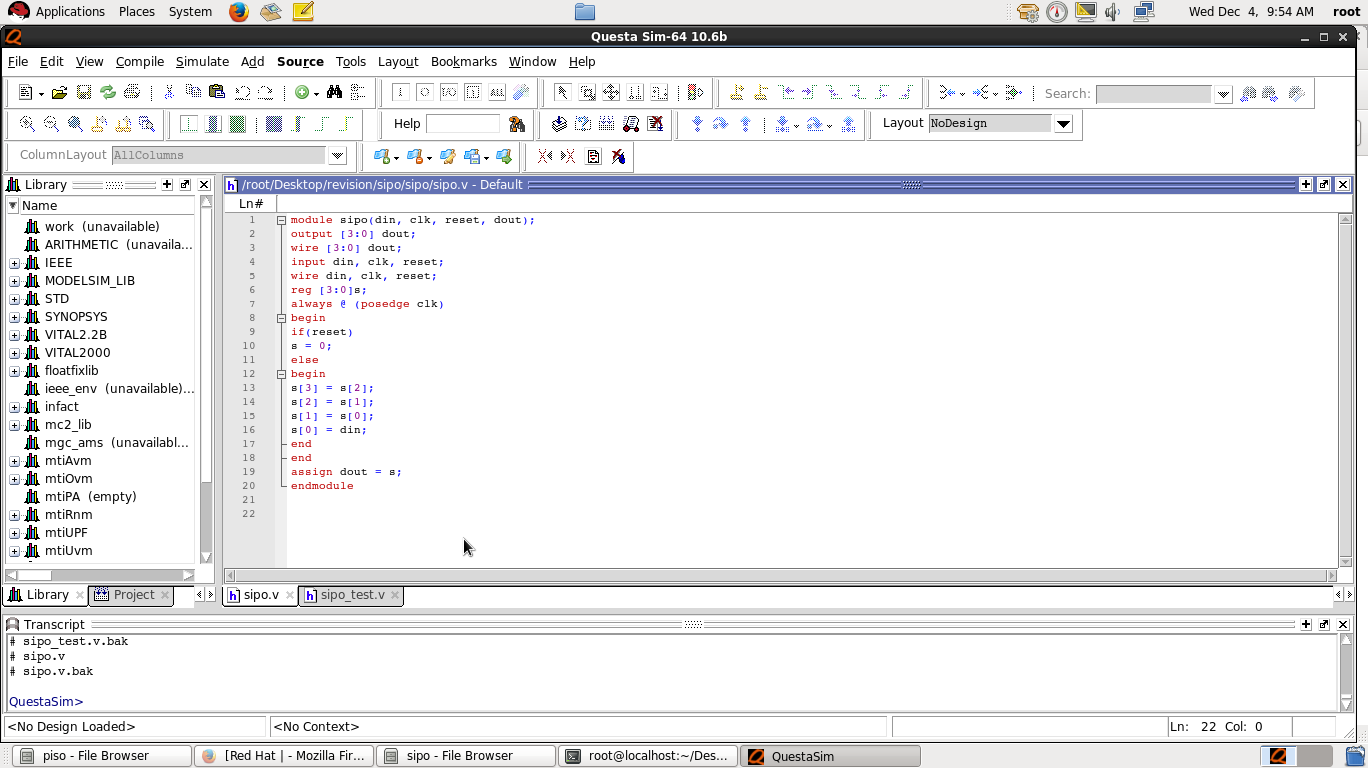 Applications Places System Wed Dec 4, 9:54 AM root
Questa Sim-64 10.6b
File Edit View Compile Simulate Add Source Tools Layout Bookmarks Window Help
ALL Search:
Help Layout NoDesign
ColumnLayout AllColumns
Library
Name
work (unavailable)
ARITHMETIC (unavaila...
IEEE
MODELSIM_LIB
STD
SYNOPSYS
VITAL2.2B
VITAL2000
floatfixlib
ieee_env (unavailable)...
infact
mc2_lib
mgc_ams (unavailabl...
mtiAvm
mtiOvm
mtiPA (empty)
mtiRnm
mtiUPF
mtiUvm
Library Project
/root/Desktop/revision/sipo/sipo/sipo.v - Default
Ln#
1 module sipo(din, clk, reset, dout);
2 output [3:0] dout;
3 wire [3:0] dout;
4 input din, clk, reset;
5 wire din, clk, reset;
6 reg [3:0]s;
7 always @ (posedge clk)
8 begin
9 if(reset)
10 s = 0;
11 else
12 begin
13 s[3] = s[2];
14 s[2] = s[1];
15 s[1] = s[0];
16 s[0] = din;
17 end
18 end
19 assign dout = s;
20 endmodule
21
22
sipo.v sipo_test.v
Transcript
# sipo_test.v.bak
# sipo.v
# sipo.v.bak
QuestaSim>
<No Design Loaded> <No Context> Ln: 22 Col: 0
piso - File Browser [Red Hat | - Mozilla Fir... sipo - File Browser root@localhost:~/Des... QuestaSim